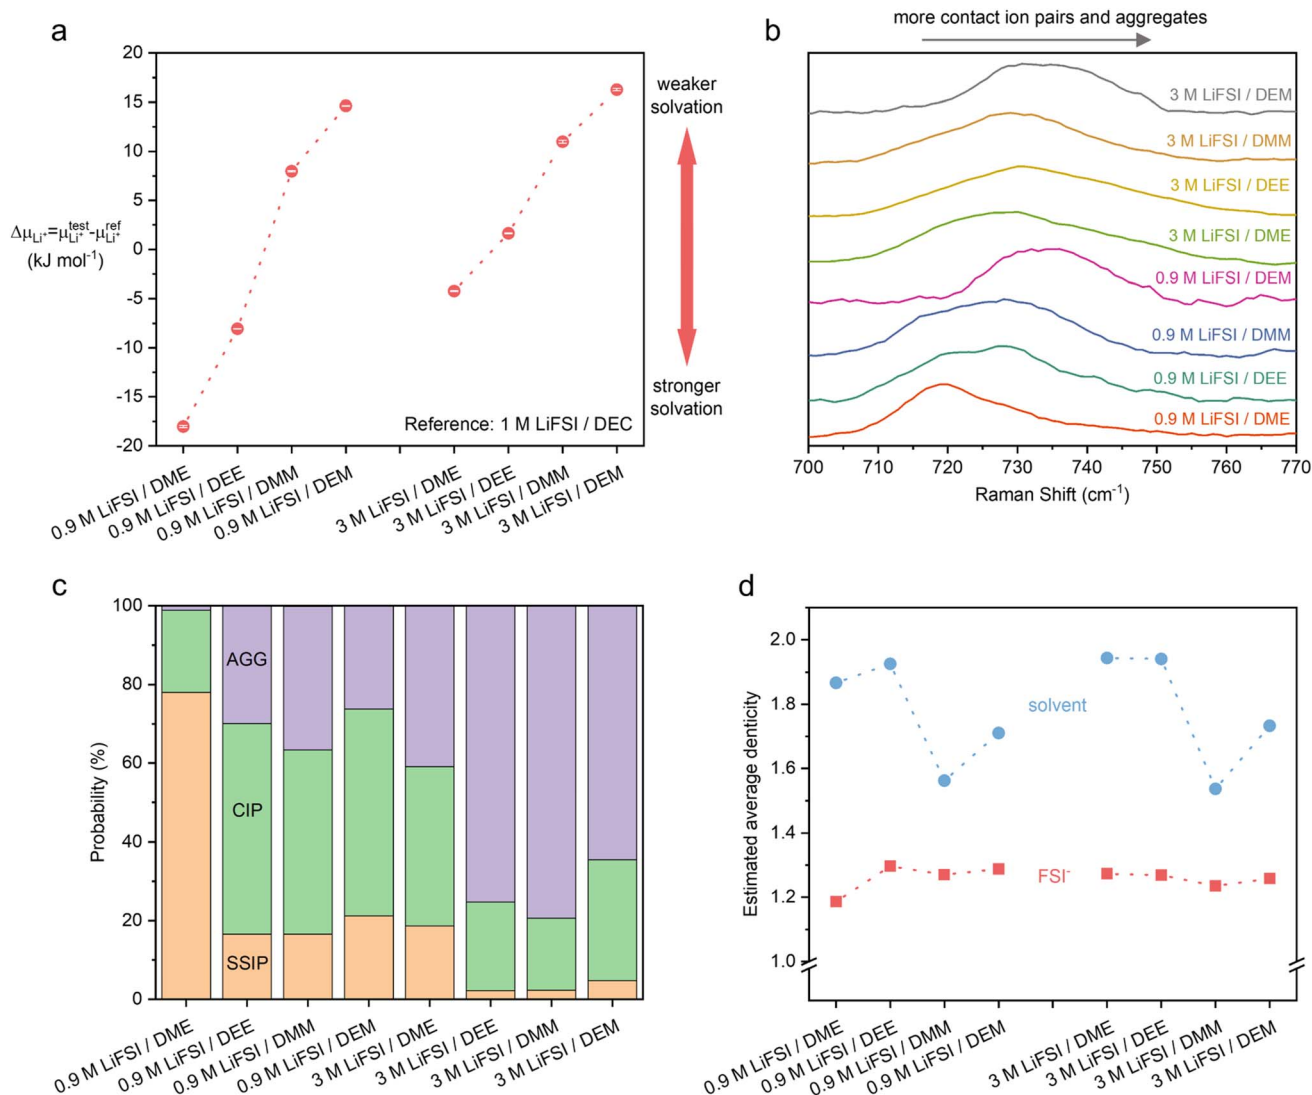 a
20
15
10
5
0
-5
-10
-15
-20
Δμ_Li⁺=μ_Li⁺^test-μ_Li⁺^ref
(kJ mol⁻¹)
Reference: 1 M LiFSI / DEC
0.9 M LiFSI / DME
0.9 M LiFSI / DEE
0.9 M LiFSI / DMM
0.9 M LiFSI / DEM
3 M LiFSI / DME
3 M LiFSI / DEE
3 M LiFSI / DMM
3 M LiFSI / DEM
weaker
solvation
stronger
solvation
more contact ion pairs and aggregates
b
3 M LiFSI / DEM
3 M LiFSI / DMM
3 M LiFSI / DEE
3 M LiFSI / DME
0.9 M LiFSI / DEM
0.9 M LiFSI / DMM
0.9 M LiFSI / DEE
0.9 M LiFSI / DME
700 710 720 730 740 750 760 770
Raman Shift (cm⁻¹)
c
100
80
60
40
20
0
Probability (%)
AGG
CIP
SSIP
0.9 M LiFSI / DME
0.9 M LiFSI / DEE
0.9 M LiFSI / DMM
0.9 M LiFSI / DEM
3 M LiFSI / DME
3 M LiFSI / DEE
3 M LiFSI / DMM
3 M LiFSI / DEM
d
2.0
1.8
1.6
1.4
1.2
1.0
Estimated average denticity
solvent
FSI⁻
0.9 M LiFSI / DME
0.9 M LiFSI / DEE
0.9 M LiFSI / DMM
0.9 M LiFSI / DEM
3 M LiFSI / DME
3 M LiFSI / DEE
3 M LiFSI / DMM
3 M LiFSI / DEM